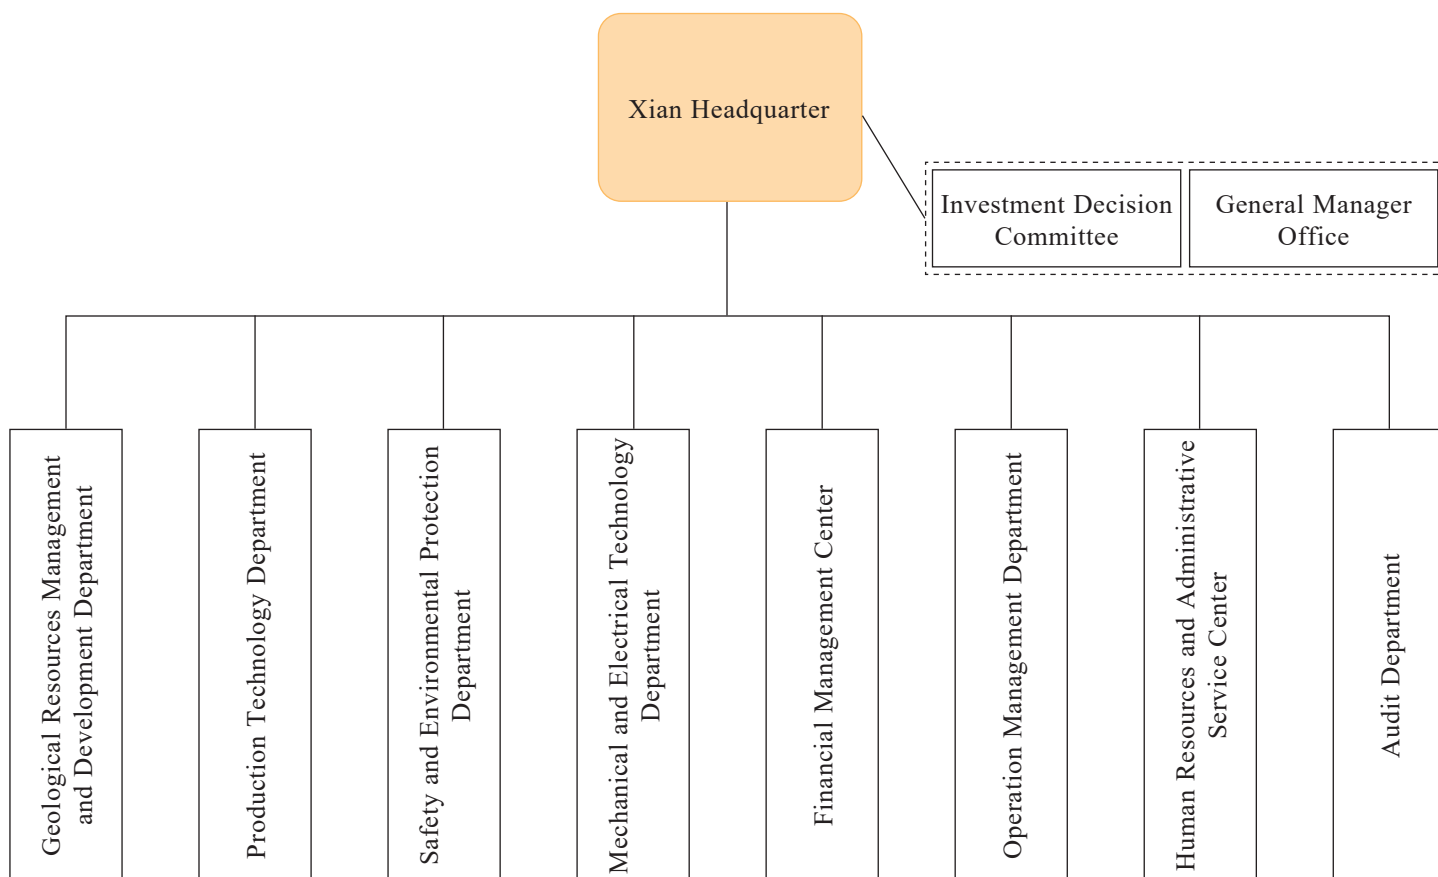 Xian Headquarter
Investment Decision
Committee
General Manager
Office
Geological Resources Management
and Development Department
Production Technology Department
Safety and Environmental Protection
Department
Mechanical and Electrical Technology
Department
Financial Management Center
Operation Management Department
Human Resources and Administrative
Service Center
Audit Department